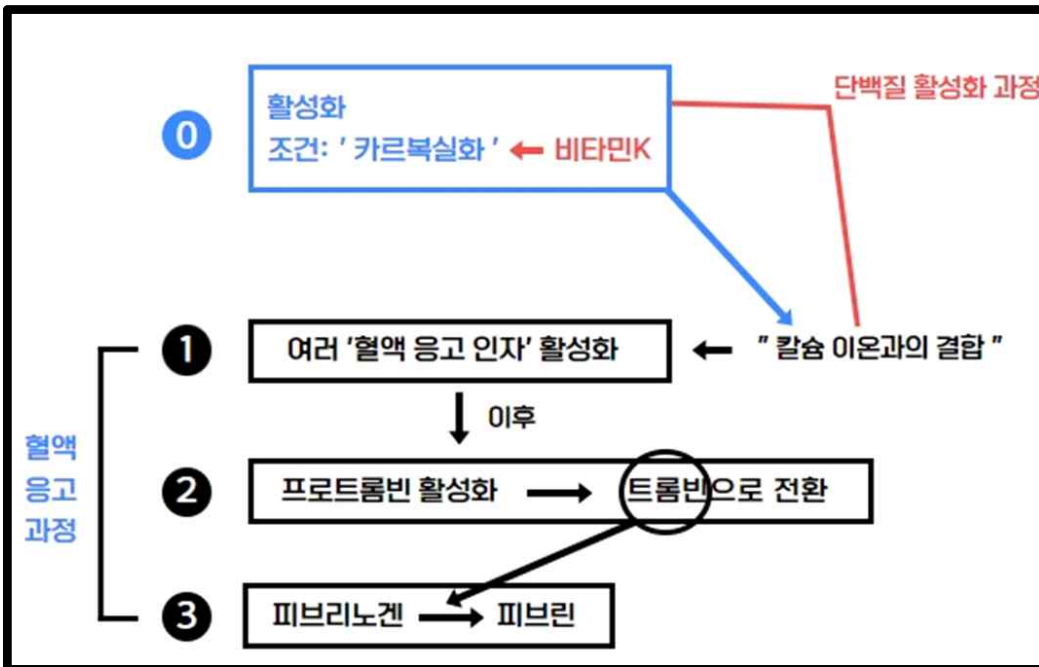 단백질 활성화 과정
0
활성화
조건: ' 카르복실화 ' ← 비타민K
1
여러 '혈액 응고 인자' 활성화 ← " 칼슘 이온과의 결합 "
이후
혈액
응고
과정
2
프로트롬빈 활성화 → 트롬빈으로 전환
3
피브리노겐 → 피브린